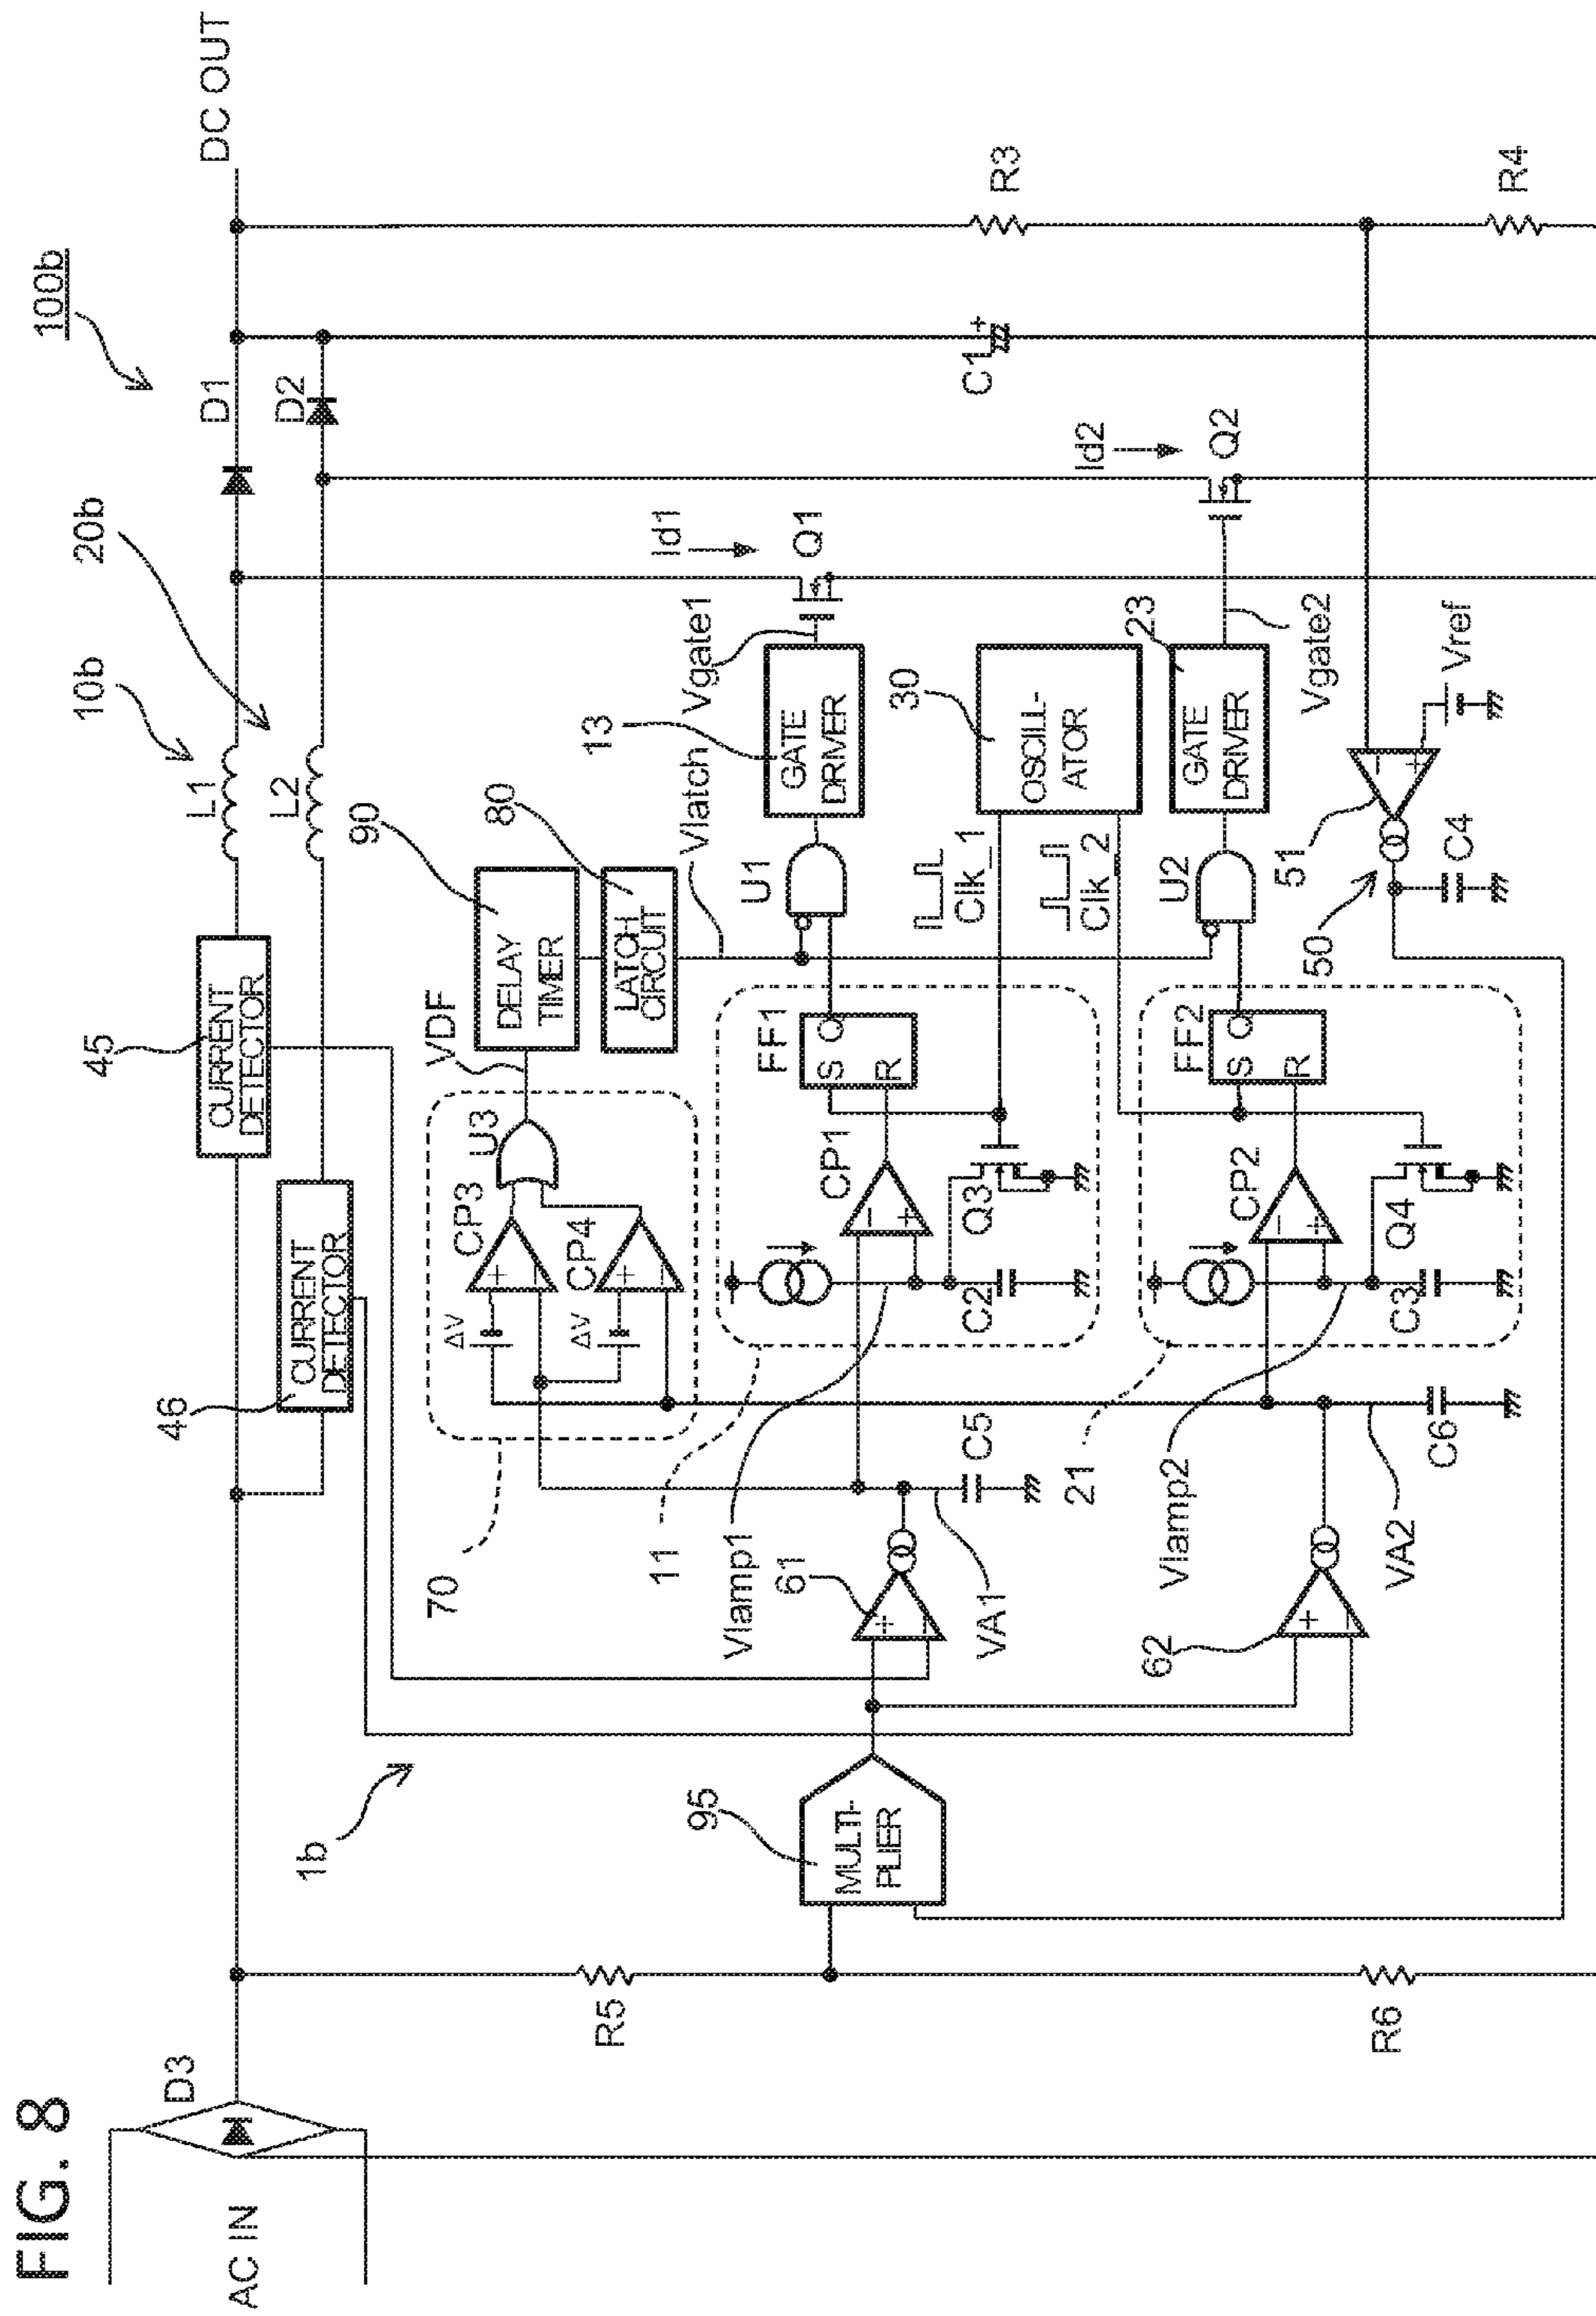 FIG. 8
100b
DC OUT
AC IN
D3
1b
46
CURRENT
DETECTOR
45
CURRENT
DETECTOR
10b
L1
20b
L2
D1
D2
R5
R6
95
MULTI-
PLIER
70
ΔV
ΔV
CP3
+
−
CP4
+
−
U3
VDF
90
DELAY
TIMER
80
LATCH
CIRCUIT
Vlatch
11
Vlamp1
61
+
−
VA1
C5
CP1
−
+
C2
Q3
FF1
S
Q
R
U1
13
GATE
DRIVER
Vgate1
Id1
Q1
Clk_1
Clk_2
30
OSCILL-
ATOR
21
Vlamp2
62
+
−
VA2
C6
CP2
−
+
C3
Q4
FF2
S
Q
R
U2
23
GATE
DRIVER
Vgate2
Id2
Q2
50
51
−
+
Vref
C4
C1
+
R3
R4